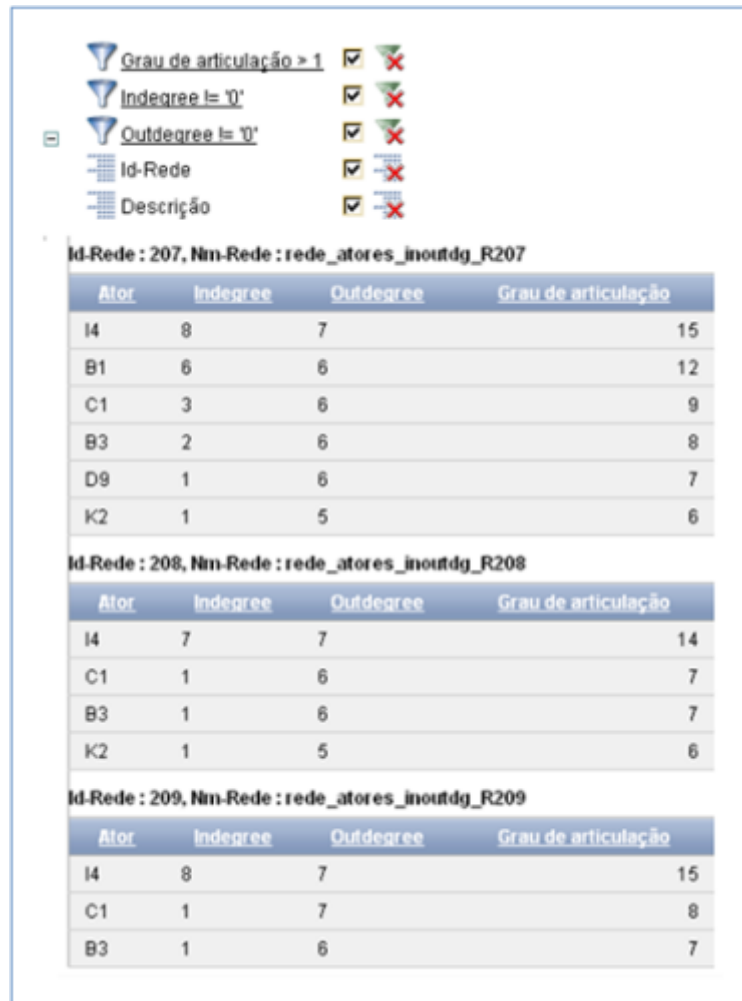 Grau de articulação > 1
Indegree != '0'
Outdegree != '0'
Id-Rede
Descrição
Id-Rede : 207, Nm-Rede : rede_atores_inoutdg_R207
Ator Indegree Outdegree Grau de articulação
I4 8 7 15
B1 6 6 12
C1 3 6 9
B3 2 6 8
D9 1 6 7
K2 1 5 6
Id-Rede : 208, Nm-Rede : rede_atores_inoutdg_R208
Ator Indegree Outdegree Grau de articulação
I4 7 7 14
C1 1 6 7
B3 1 6 7
K2 1 5 6
Id-Rede : 209, Nm-Rede : rede_atores_inoutdg_R209
Ator Indegree Outdegree Grau de articulação
I4 8 7 15
C1 1 7 8
B3 1 6 7